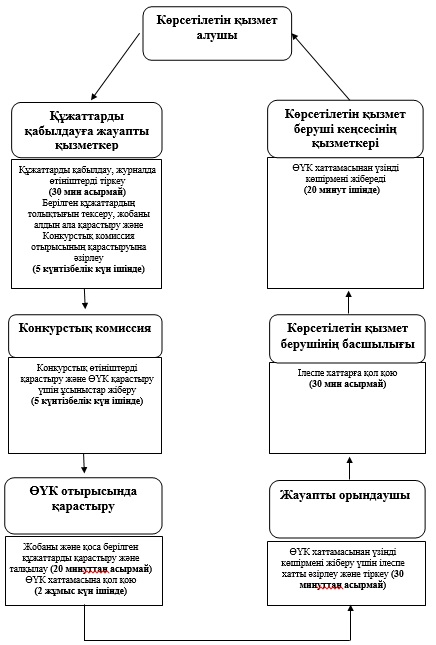 Көрсетілетін қызмет
алушы
Құжаттарды
қабылдауға жауапты
қызметкер
Құжаттарды қабылдау, журналда
өтініштерді тіркеу
(30 мин асырмай)
Берілген құжаттардың
толықтығын тексеру, жобаны
алдын ала қарастыру және
Конкурстық комиссия
отырысының қарастыруына
әзірлеу
(5 күнтізбелік күн ішінде)
Конкурстық комиссия
Конкурстық өтініштерді
қарастыру және ӨҮК қарастыру
үшін ұсыныстар жіберу
(5 күнтізбелік күн ішінде)
ӨҮК отырысында
қарастыру
Жобаны және қоса берілген
құжаттарды қарастыру және
талқылау (20 минуттан асырмай)
ӨҮК хаттамасына қол қою
(2 жұмыс күн ішінде)
Жауапты орындаушы
ӨҮК хаттамасынан үзінді
көшірмені жіберу үшін ілеспе
хатты әзірлеу және тіркеу (30
минуттан асырмай)
Көрсетілетін қызмет
берушінің басшылығы
Ілеспе хаттарға қол қою
(30 мин асырмай)
Көрсетілетін қызмет
беруші кеңсесінің
қызметкері
ӨҮК хаттамасынан үзінді
көшірмені жібереді
(20 минут ішінде)